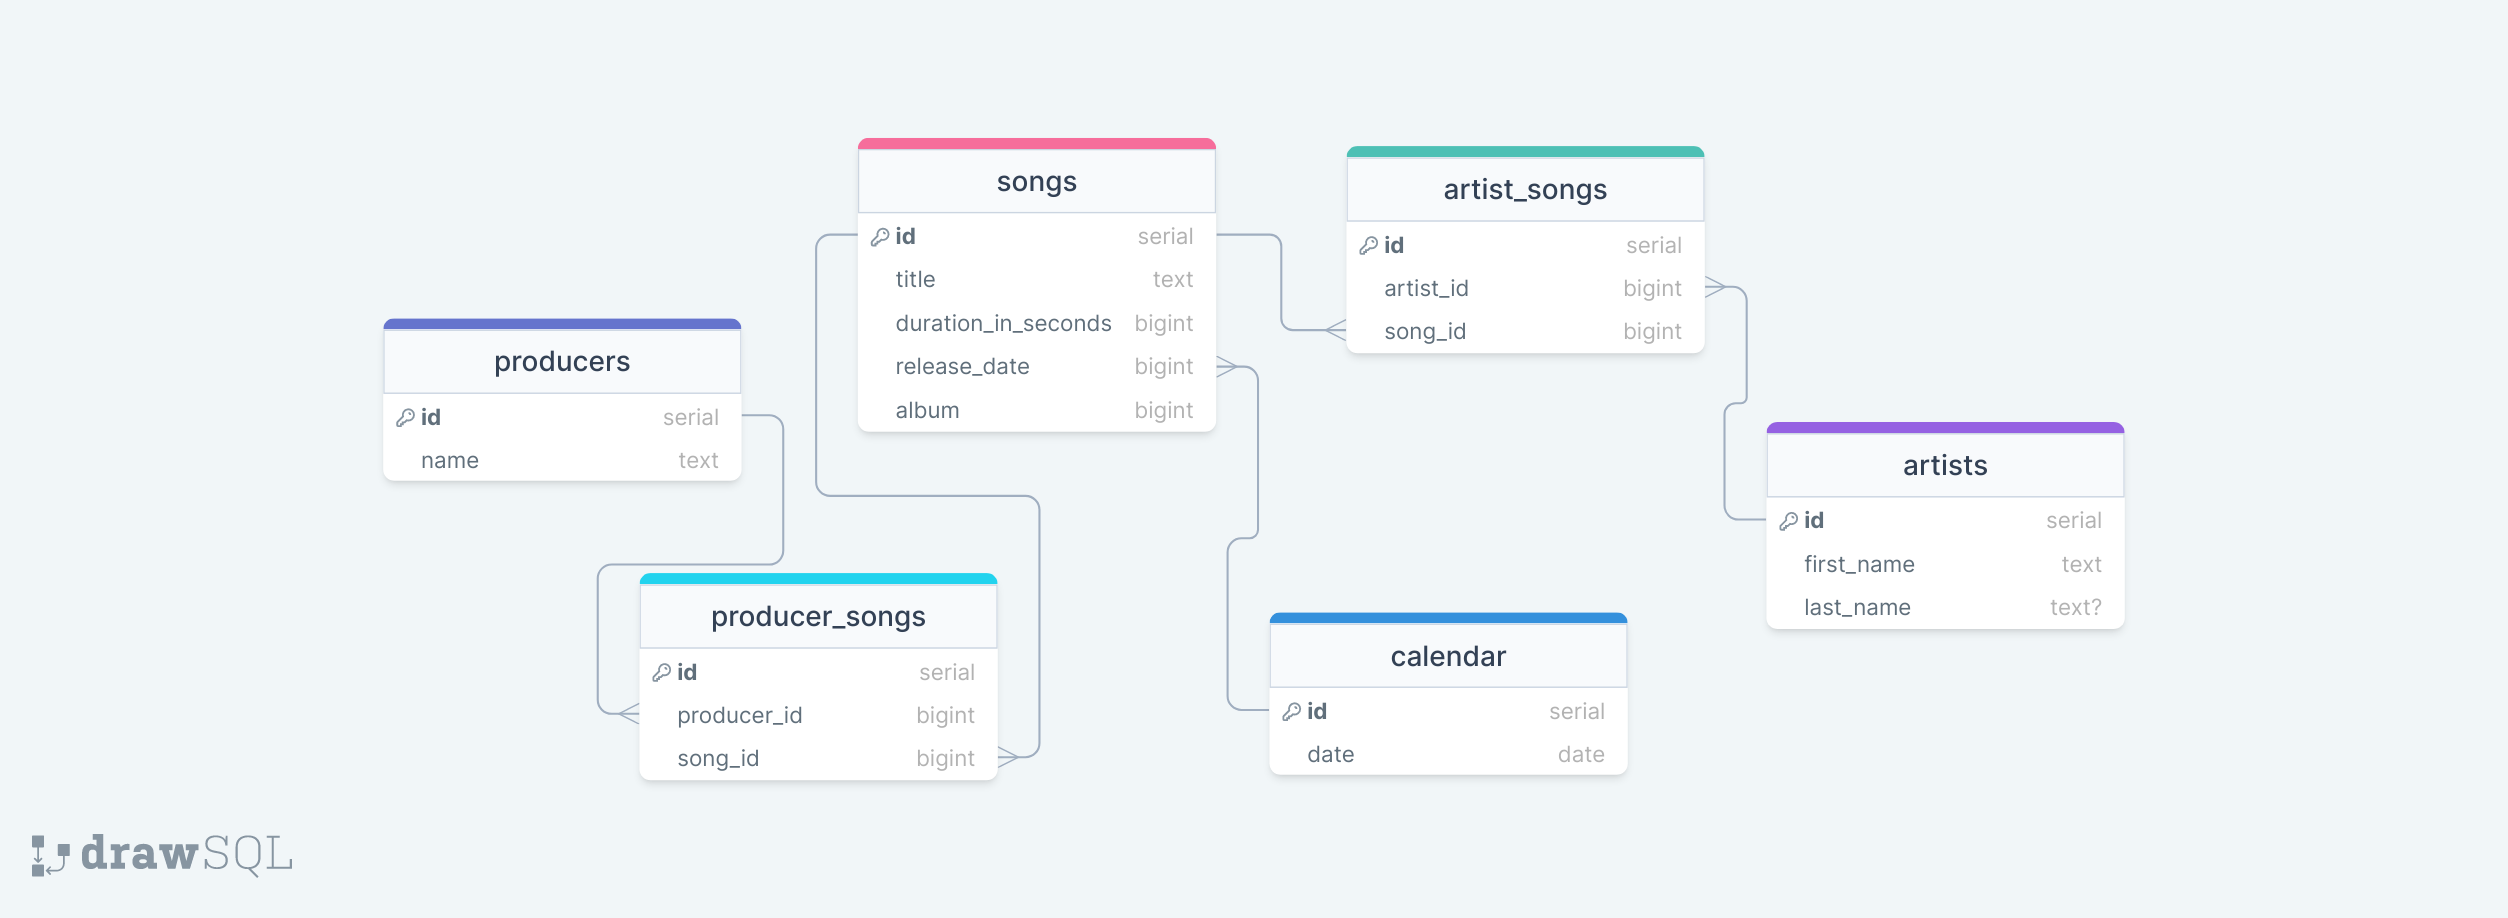 songs
id serial
title text
duration_in_seconds bigint
release_date bigint
album bigint
artist_songs
id serial
artist_id bigint
song_id bigint
producers
id serial
name text
artists
id serial
first_name text
last_name text?
producer_songs
id serial
producer_id bigint
song_id bigint
calendar
id serial
date date
drawSQL